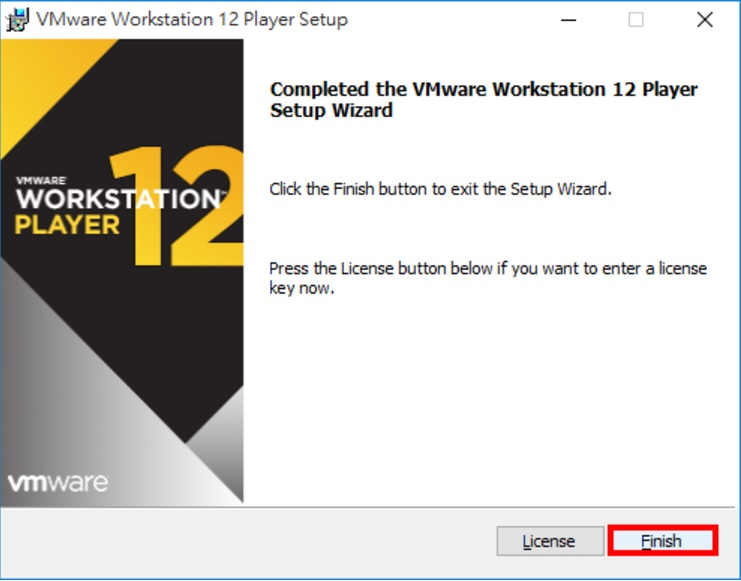 VMware Workstation 12 Player Setup
Completed the VMware Workstation 12 Player
Setup Wizard
VMWARE
WORKSTATION™
PLAYER
12
Click the Finish button to exit the Setup Wizard.
Press the License button below if you want to enter a license
key now.
vmware
License
Finish